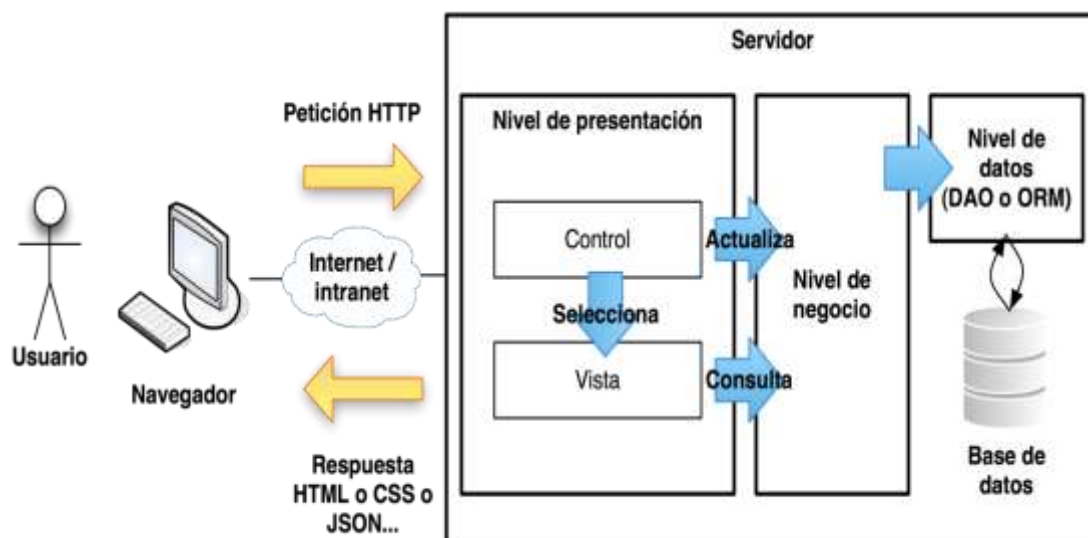 Servidor
Petición HTTP
Nivel de presentación
Nivel de
datos
(DAO o ORM)
Control
Actualiza
Internet /
intranet
Nivel de
negocio
Selecciona
Usuario
Vista
Consulta
Navegador
Respuesta
HTML o CSS o
JSON...
Base de
datos